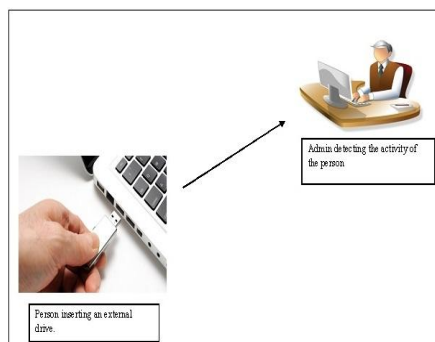 Admin detecting the activity of
the person
Person inserting an external
drive.